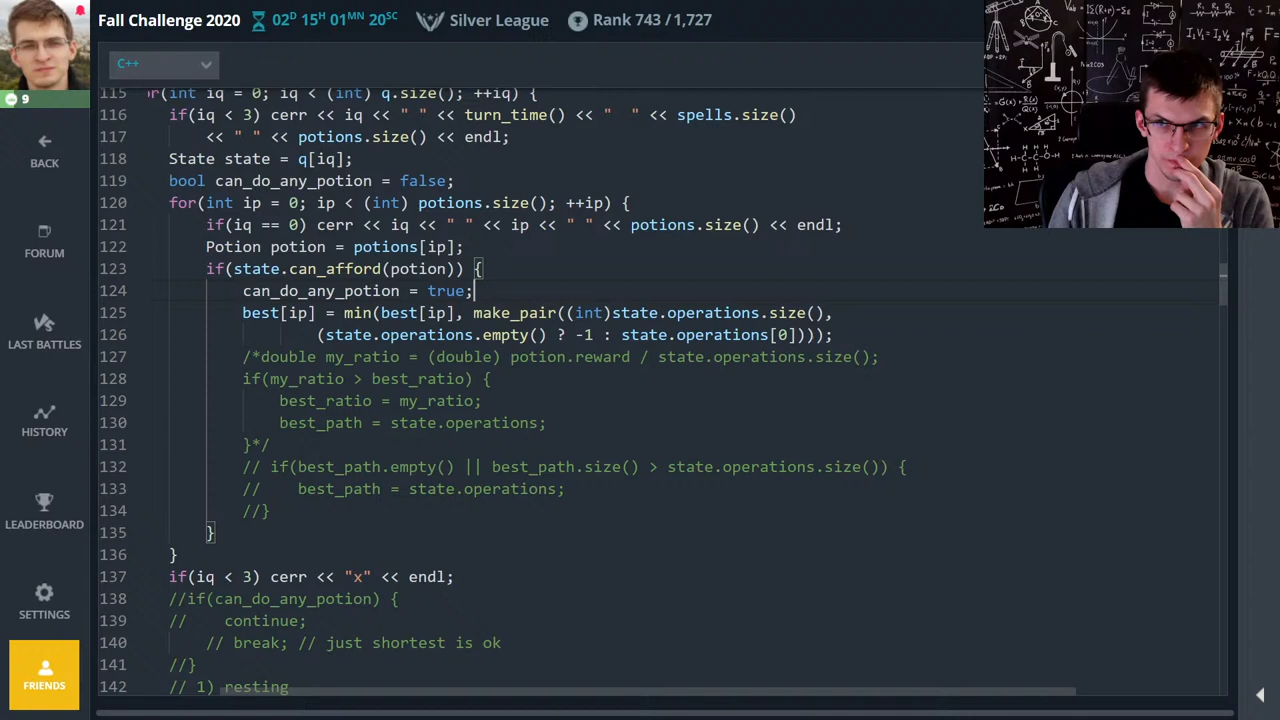 Fall Challenge 2020
02D 15H 01MN 20SC
Silver League
Rank 743 / 1,727
9
C++
BACK
FORUM
LAST BATTLES
HISTORY
LEADERBOARD
SETTINGS
FRIENDS
115 or(int iq = 0; iq < (int) q.size(); ++iq) {
116 if(iq < 3) cerr << iq << " " << turn_time() << "  " << spells.size()
117 << " " << potions.size() << endl;
118 State state = q[iq];
119 bool can_do_any_potion = false;
120 for(int ip = 0; ip < (int) potions.size(); ++ip) {
121 if(iq == 0) cerr << iq << " " << ip << " " << potions.size() << endl;
122 Potion potion = potions[ip];
123 if(state.can_afford(potion)) {
124 can_do_any_potion = true;
125 best[ip] = min(best[ip], make_pair((int)state.operations.size(),
126 (state.operations.empty() ? -1 : state.operations[0])));
127 /*double my_ratio = (double) potion.reward / state.operations.size();
128 if(my_ratio > best_ratio) {
129 best_ratio = my_ratio;
130 best_path = state.operations;
131 }*/
132 // if(best_path.empty() || best_path.size() > state.operations.size()) {
133 // best_path = state.operations;
134 //}
135 }
136 }
137 if(iq < 3) cerr << "x" << endl;
138 //if(can_do_any_potion) {
139 // continue;
140 // break; // just shortest is ok
141 //}
142 // 1) resting